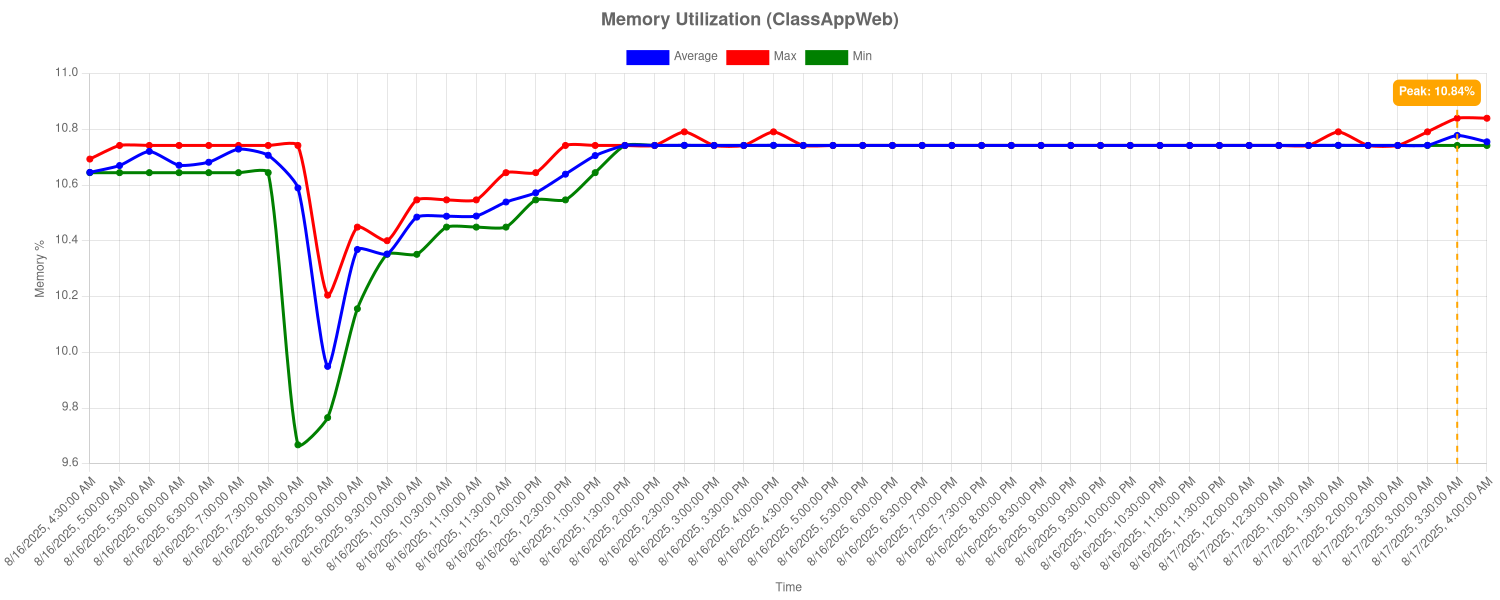 Memory Utilization (ClassAppWeb)
Average Max Min
Peak: 10.84%
11.0
10.8
10.6
10.4
10.2
10.0
9.8
9.6
Memory %
8/16/2025, 4:30:00 AM
8/16/2025, 5:00:00 AM
8/16/2025, 5:30:00 AM
8/16/2025, 6:00:00 AM
8/16/2025, 6:30:00 AM
8/16/2025, 7:00:00 AM
8/16/2025, 7:30:00 AM
8/16/2025, 8:00:00 AM
8/16/2025, 8:30:00 AM
8/16/2025, 9:00:00 AM
8/16/2025, 9:30:00 AM
8/16/2025, 10:00:00 AM
8/16/2025, 10:30:00 AM
8/16/2025, 11:00:00 AM
8/16/2025, 11:30:00 AM
8/16/2025, 12:00:00 PM
8/16/2025, 12:30:00 PM
8/16/2025, 1:00:00 PM
8/16/2025, 1:30:00 PM
8/16/2025, 2:00:00 PM
8/16/2025, 2:30:00 PM
8/16/2025, 3:00:00 PM
8/16/2025, 3:30:00 PM
8/16/2025, 4:00:00 PM
8/16/2025, 4:30:00 PM
8/16/2025, 5:00:00 PM
8/16/2025, 5:30:00 PM
8/16/2025, 6:00:00 PM
8/16/2025, 6:30:00 PM
8/16/2025, 7:00:00 PM
8/16/2025, 7:30:00 PM
8/16/2025, 8:00:00 PM
8/16/2025, 8:30:00 PM
8/16/2025, 9:00:00 PM
8/16/2025, 9:30:00 PM
8/16/2025, 10:00:00 PM
8/16/2025, 10:30:00 PM
8/16/2025, 11:00:00 PM
8/16/2025, 11:30:00 PM
8/17/2025, 12:00:00 AM
8/17/2025, 12:30:00 AM
8/17/2025, 1:00:00 AM
8/17/2025, 1:30:00 AM
8/17/2025, 2:00:00 AM
8/17/2025, 2:30:00 AM
8/17/2025, 3:00:00 AM
8/17/2025, 3:30:00 AM
8/17/2025, 4:00:00 AM
Time